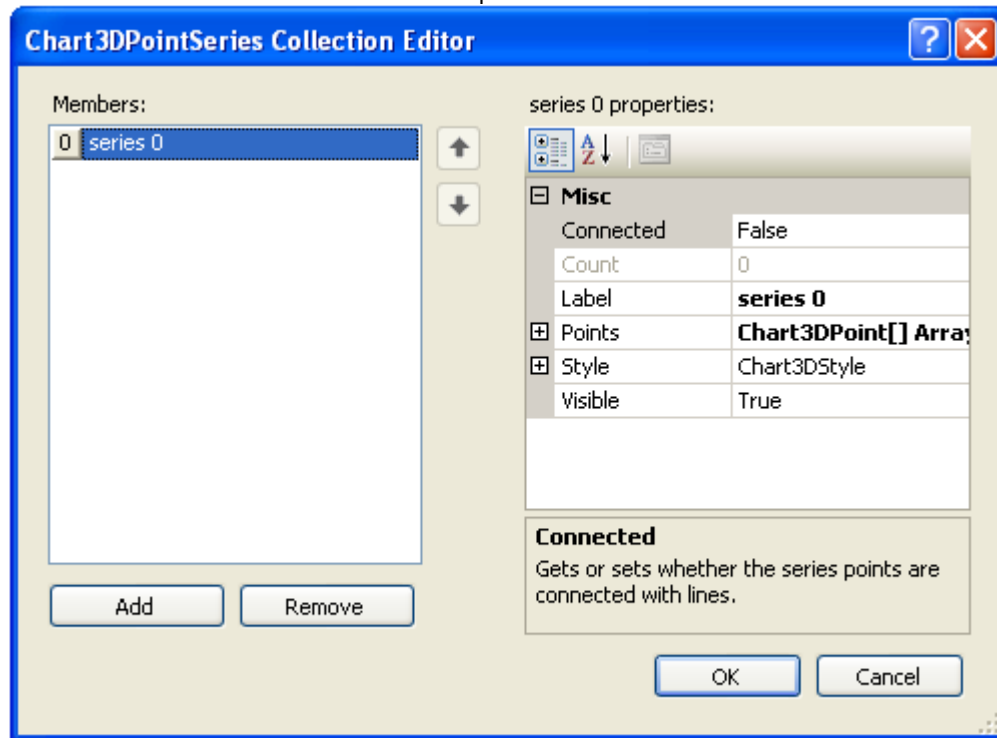 Chart3DPointSeries Collection Editor
Members:
0 series 0
Add
Remove
series 0 properties:
Misc
Connected False
Count 0
Label series 0
Points Chart3DPoint[] Array
Style Chart3DStyle
Visible True
Connected
Gets or sets whether the series points are
connected with lines.
OK
Cancel